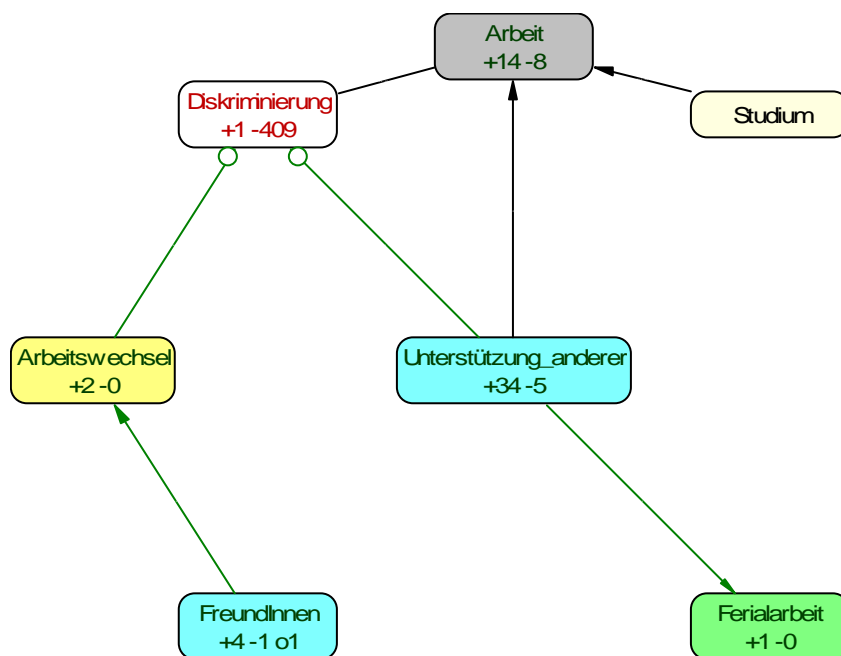 Arbeit
+14 -8
Diskriminierung
+1 -409
Studium
Arbeitswechsel
+2 -0
Unterstützung_anderer
+34 -5
FreundInnen
+4 -1 o1
Ferialarbeit
+1 -0